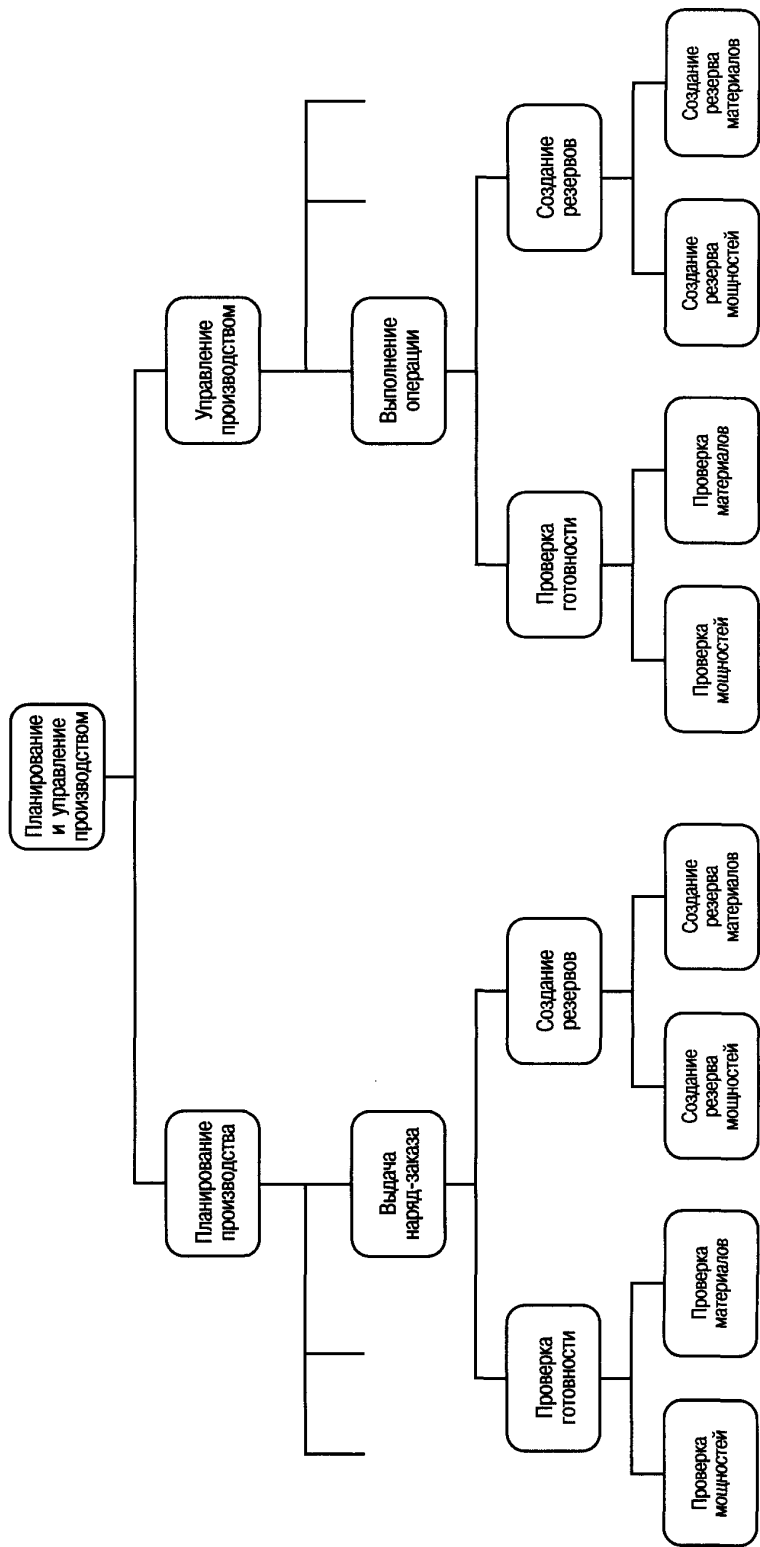 Планирование
и управление
производством
Планирование
производства
Управление
производством
Выдача
наряд-заказа
Выполнение
операции
Проверка
готовности
Создание
резервов
Проверка
готовности
Создание
резервов
Проверка
мощностей
Проверка
материалов
Создание
резерва
мощностей
Создание
резерва
материалов
Проверка
мощностей
Проверка
материалов
Создание
резерва
мощностей
Создание
резерва
материалов